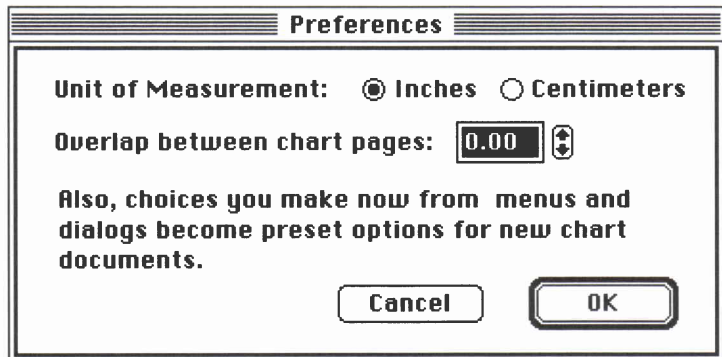 Preferences
Unit of Measurement: Inches Centimeters
Overlap between chart pages: 0.00
Also, choices you make now from menus and
dialogs become preset options for new chart
documents.
Cancel OK